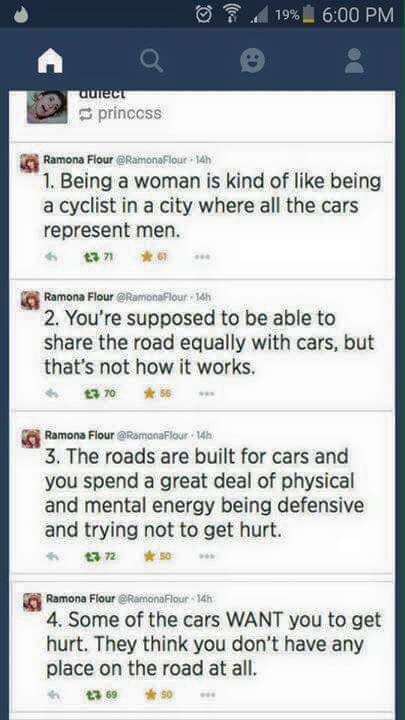 19% 6:00 PM
princcss
Ramona Flour @RamonaFlour · 14h
1. Being a woman is kind of like being
a cyclist in a city where all the cars
represent men.
71 61
Ramona Flour @RamonaFlour · 14h
2. You're supposed to be able to
share the road equally with cars, but
that's not how it works.
70 56
Ramona Flour @RamonaFlour · 14h
3. The roads are built for cars and
you spend a great deal of physical
and mental energy being defensive
and trying not to get hurt.
72 50
Ramona Flour @RamonaFlour · 14h
4. Some of the cars WANT you to get
hurt. They think you don't have any
place on the road at all.
69 50